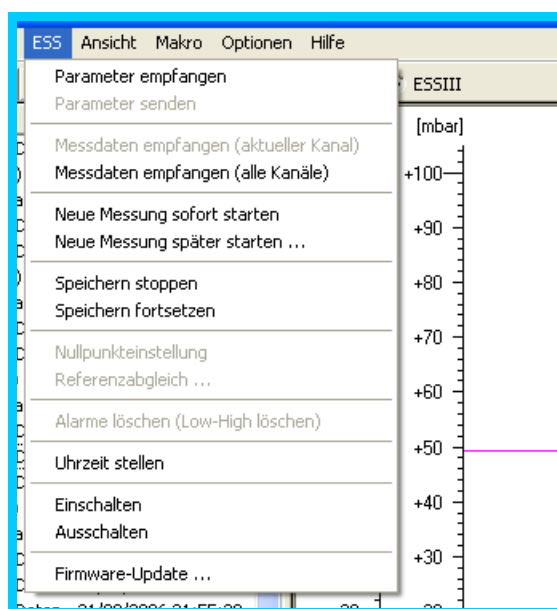 ESS Ansicht Makro Optionen Hilfe
Parameter empfangen
Parameter senden
Messdaten empfangen (aktueller Kanal)
Messdaten empfangen (alle Kanäle)
Neue Messung sofort starten
Neue Messung später starten ...
Speichern stoppen
Speichern fortsetzen
Nullpunkteinstellung
Referenzabgleich ...
Alarme löschen (Low-High löschen)
Uhrzeit stellen
Einschalten
Ausschalten
Firmware-Update ...
ESSIII
[mbar]
+100
+90
+80
+70
+60
+50
+40
+30